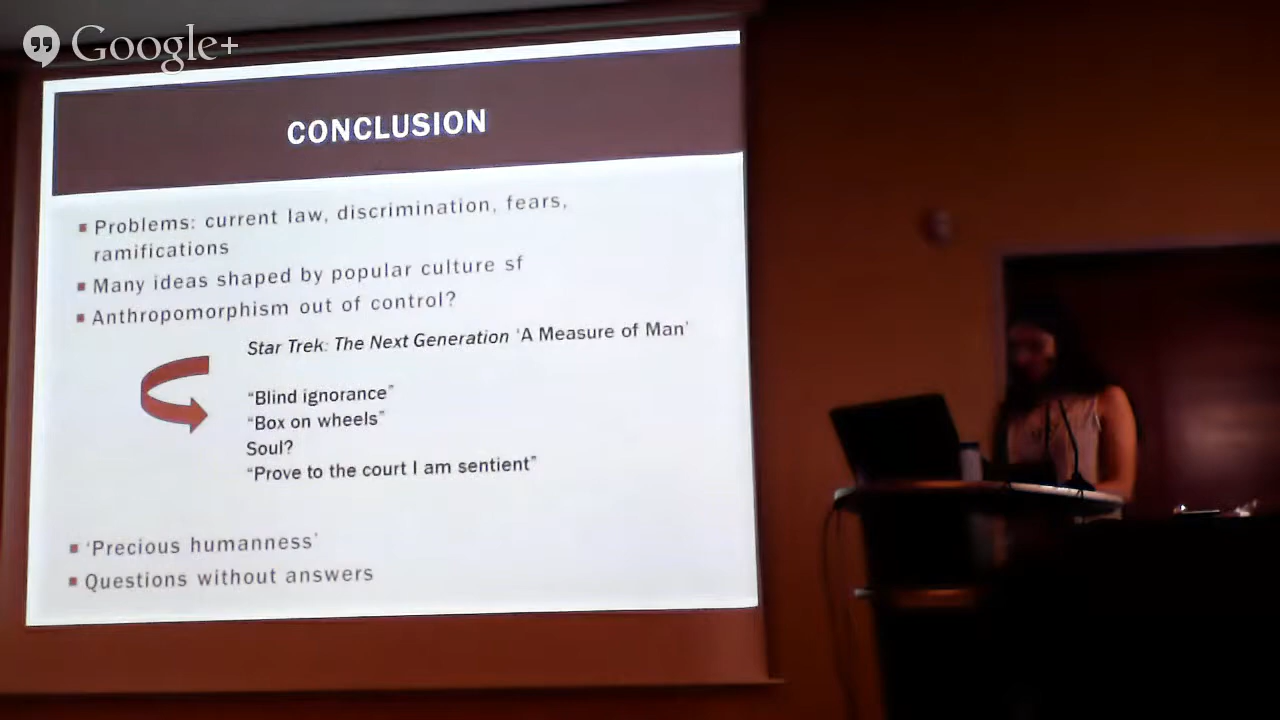 Google+
CONCLUSION
▪ Problems: current law, discrimination, fears,
ramifications
▪ Many ideas shaped by popular culture sf
▪ Anthropomorphism out of control?
Star Trek: The Next Generation ‘A Measure of Man’
“Blind ignorance”
“Box on wheels”
Soul?
“Prove to the court I am sentient”
▪ ‘Precious humanness’
▪ Questions without answers